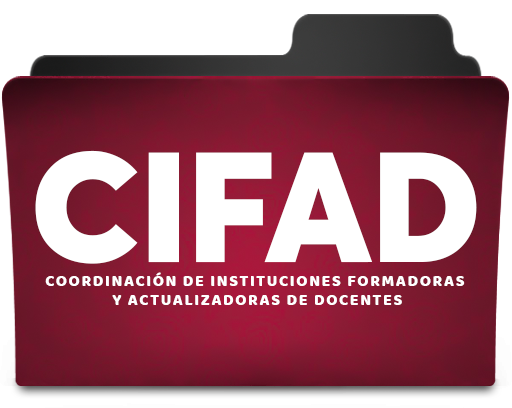 CIFAD
COORDINACIÓN DE INSTITUCIONES FORMADORAS
Y ACTUALIZADORAS DE DOCENTES